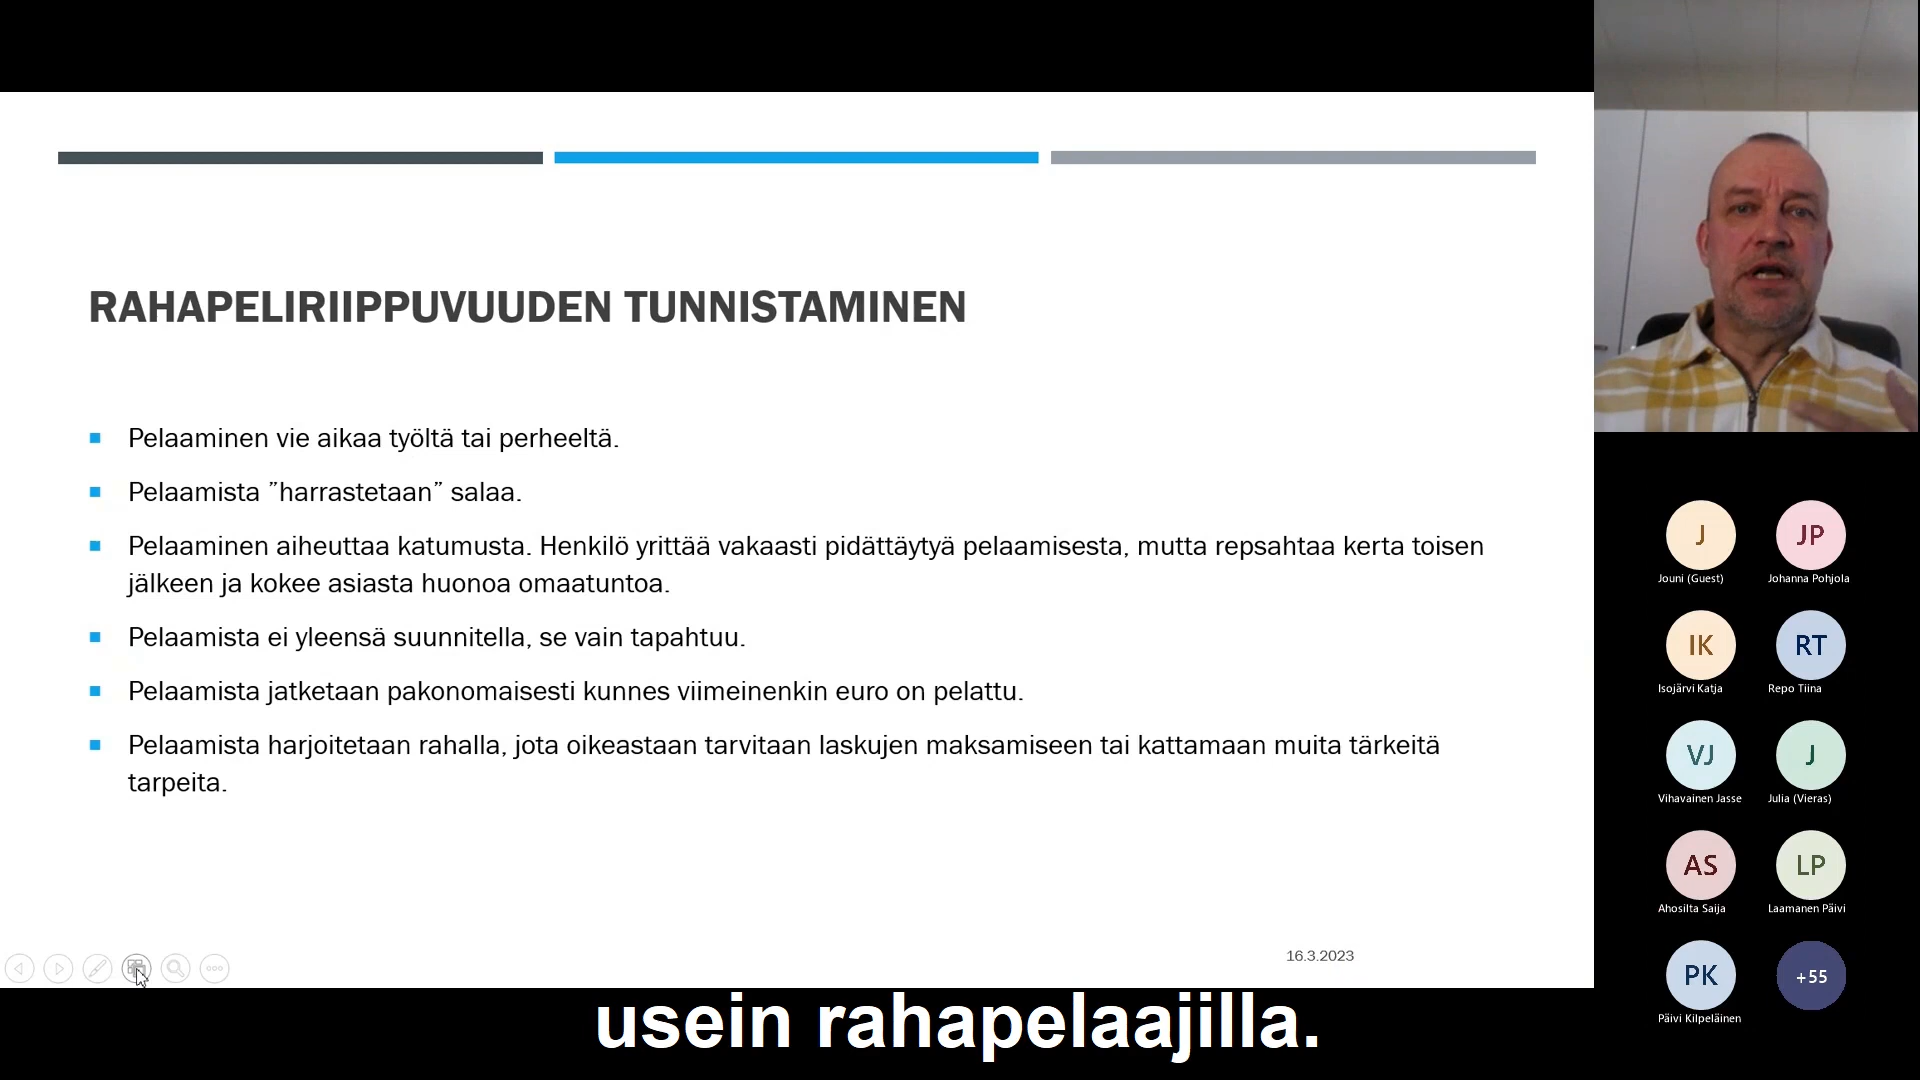 RAHAPELIRIIPPUVUUDEN TUNNISTAMINEN
Pelaaminen vie aikaa työltä tai perheeltä.
Pelaamista ”harrastetaan” salaa.
Pelaaminen aiheuttaa katumusta. Henkilö yrittää vakaasti pidättäytyä pelaamisesta, mutta repsahtaa kerta toisen
jälkeen ja kokee asiasta huonoa omaatuntoa.
Pelaamista ei yleensä suunnitella, se vain tapahtuu.
Pelaamista jatketaan pakonomaisesti kunnes viimeinenkin euro on pelattu.
Pelaamista harjoitetaan rahalla, jota oikeastaan tarvitaan laskujen maksamiseen tai kattamaan muita tärkeitä
tarpeita.
16.3.2023
usein rahapelaajilla.
J JP
Jouni (Guest) Johanna Pohjola
IK RT
Isojärvi Katja Repo Tiina
VJ J
Vihavainen Jasse Julia (Vieras)
AS LP
Ahosilta Saija Laamanen Päivi
PK +55
Päivi Kilpeläinen